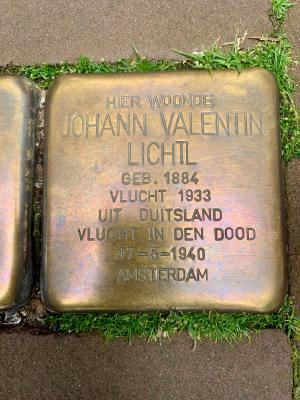 HIER WOONDE
JOHANN VALENTIN
LICHTL
GEB. 1884
VLUCHT 1933
UIT DUITSLAND
VLUCHT IN DEN DOOD
17-5-1940
AMSTERDAM